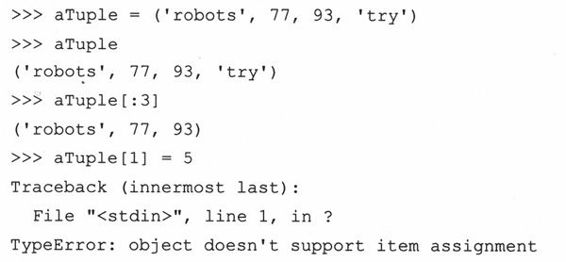 >>> aTuple = ('robots', 77, 93, 'try')
>>> aTuple
('robots', 77, 93, 'try')
>>> aTuple[:3]
('robots', 77, 93)
>>> aTuple[1] = 5
Traceback (innermost last):
  File "<stdin>", line 1, in ?
TypeError: object doesn't support item assignment